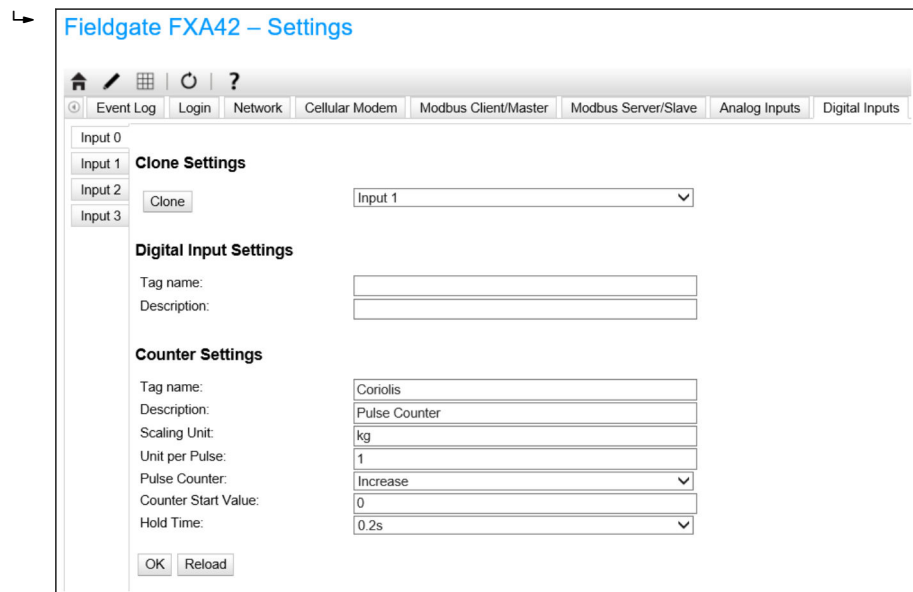 Fieldgate FXA42 – Settings
Event Log Login Network Cellular Modem Modbus Client/Master Modbus Server/Slave Analog Inputs Digital Inputs
Input 0
Input 1
Input 2
Input 3
Clone Settings
Clone Input 1
Digital Input Settings
Tag name:
Description:
Counter Settings
Tag name: Coriolis
Description: Pulse Counter
Scaling Unit: kg
Unit per Pulse: 1
Pulse Counter: Increase
Counter Start Value: 0
Hold Time: 0.2s
OK Reload